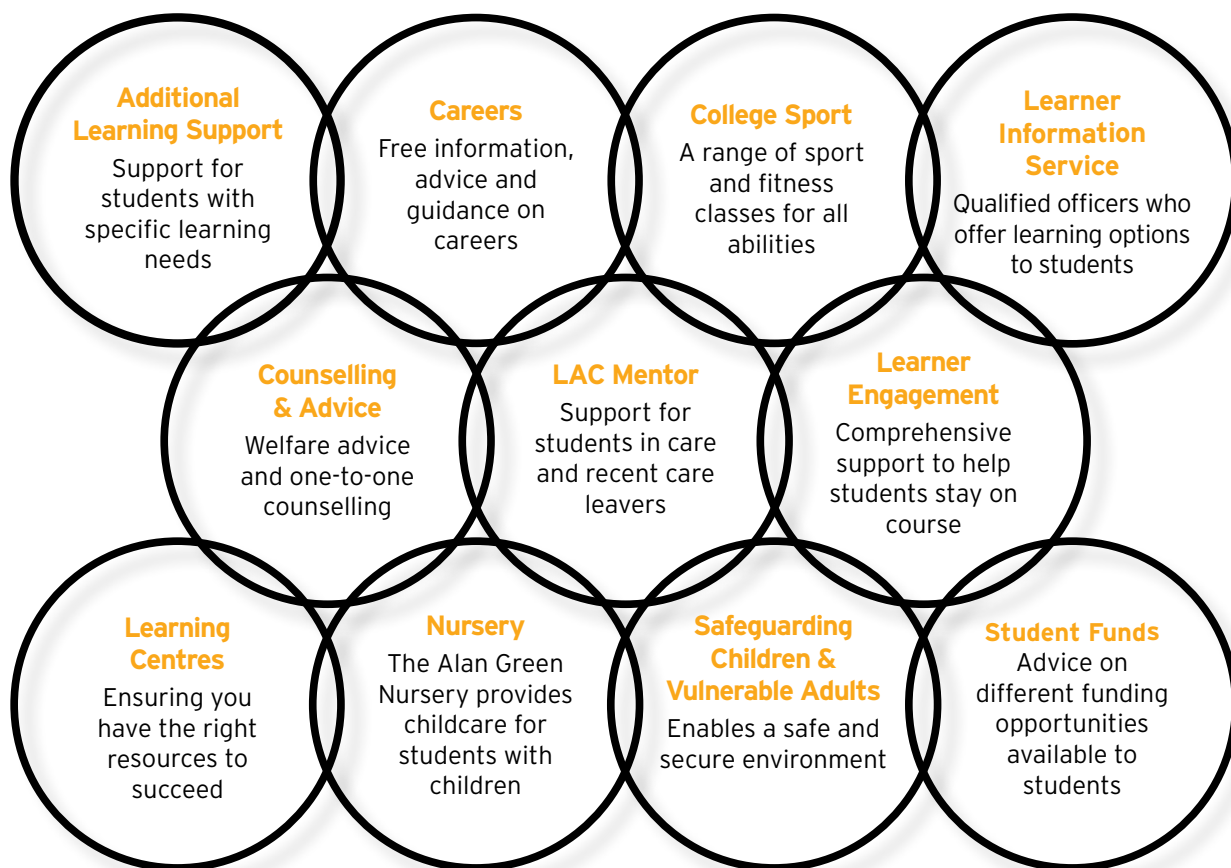 Additional
Learning Support
Support for
students with
specific learning
needs
Careers
Free information,
advice and
guidance on
careers
College Sport
A range of sport
and fitness
classes for all
abilities
Learner
Information
Service
Qualified officers who
offer learning options
to students
Counselling
& Advice
Welfare advice
and one-to-one
counselling
LAC Mentor
Support for
students in care
and recent care
leavers
Learner
Engagement
Comprehensive
support to help
students stay on
course
Learning
Centres
Ensuring you
have the right
resources to
succeed
Nursery
The Alan Green
Nursery provides
childcare for
students with
children
Safeguarding
Children &
Vulnerable Adults
Enables a safe and
secure environment
Student Funds
Advice on
different funding
opportunities
available to
students